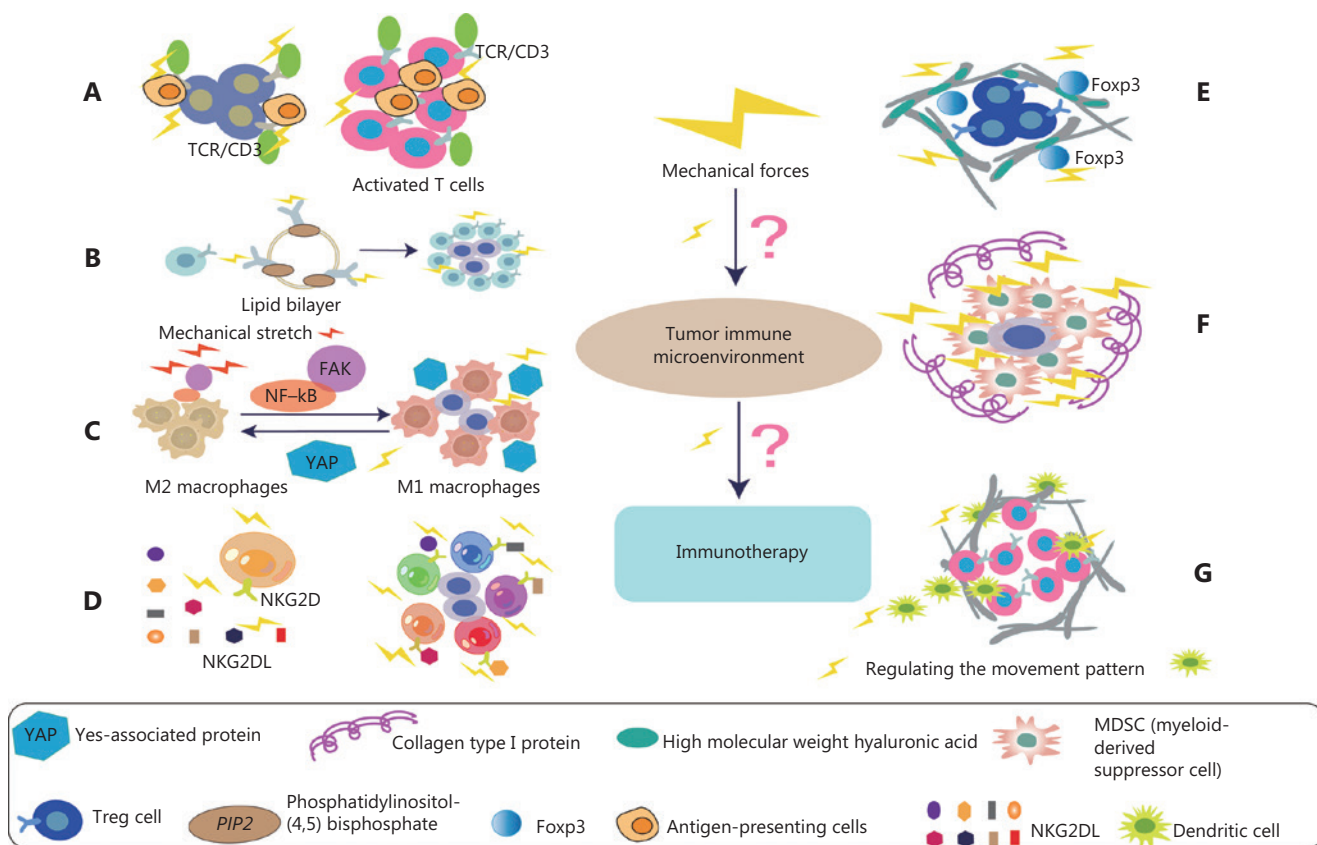 A
TCR/CD3
TCR/CD3
Activated T cells
B
Lipid bilayer
Mechanical stretch
FAK
NF–kB
C
YAP
M2 macrophages
M1 macrophages
D
NKG2D
NKG2DL
Mechanical forces
?
Tumor immune
microenvironment
?
Immunotherapy
Foxp3
E
Foxp3
F
G
Regulating the movement pattern
YAP
Yes-associated protein
Collagen type I protein
High molecular weight hyaluronic acid
MDSC (myeloid-
derived
suppressor cell)
Treg cell
PIP2
Phosphatidylinositol-
(4,5) bisphosphate
Foxp3
Antigen-presenting cells
NKG2DL
Dendritic cell